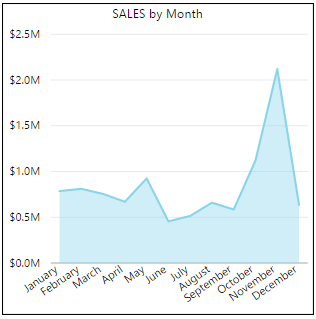 SALES by Month
$2.5M
$2.0M
$1.5M
$1.0M
$0.5M
$0.0M
January
February
March
April
May
June
July
August
September
October
November
December